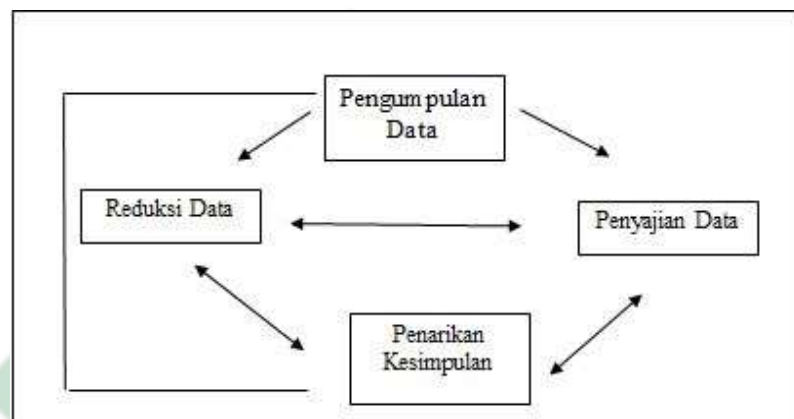 Pengumpulan
Data
Reduksi Data
Penyajian Data
Penarikan
Kesimpulan